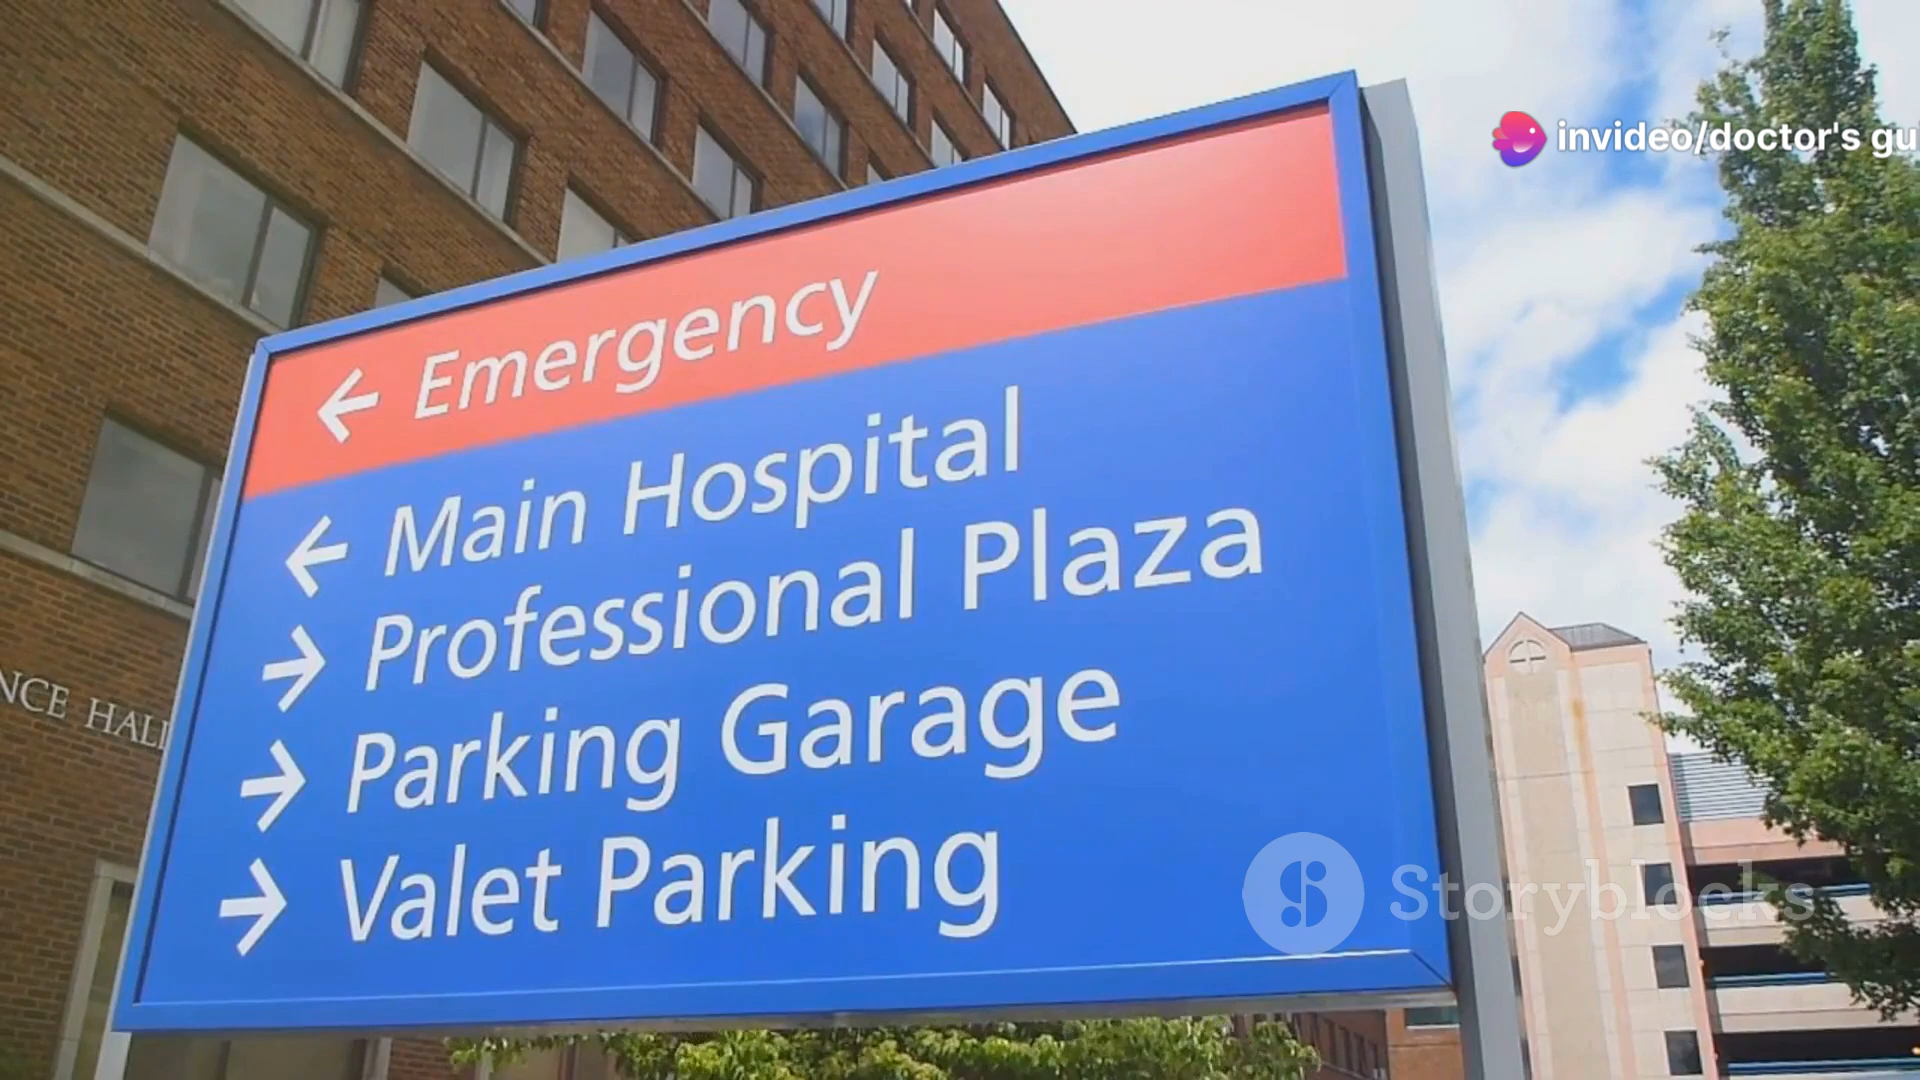 invideo/doctor's gu
← Emergency
← Main Hospital
→ Professional Plaza
→ Parking Garage
→ Valet Parking
NCE HALL
Storyblocks